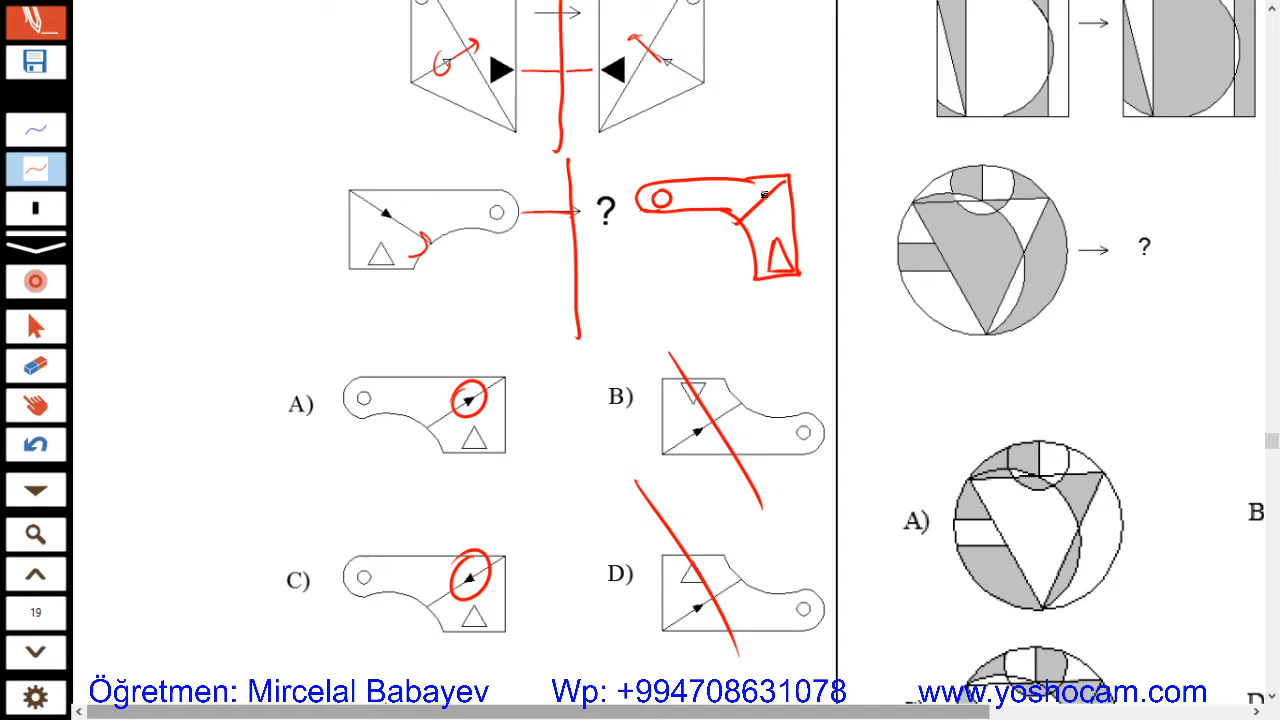 ?
?
A)
B)
C)
D)
A)
B
19
Öğretmen: Mircelal Babayev Wp: +994708631078 www.yoshocam.com